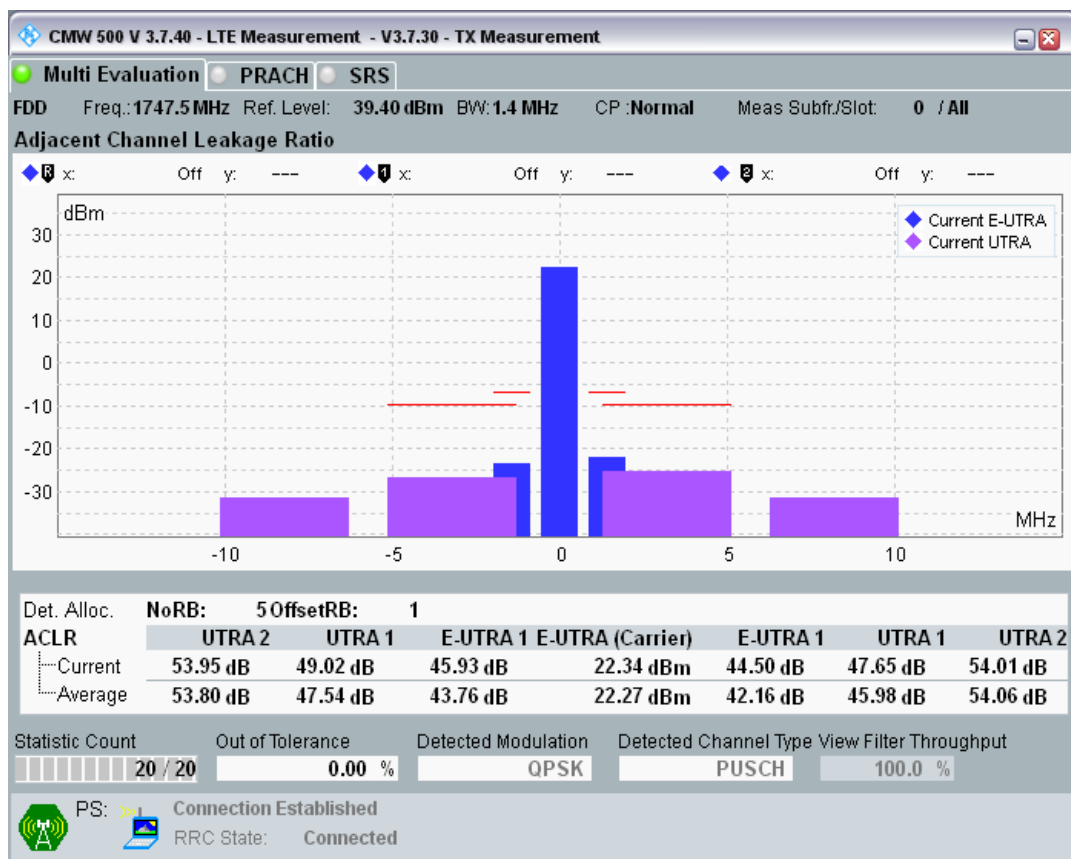 CMW 500 V 3.7.40 - LTE Measurement - V3.7.30 - TX Measurement
Multi Evaluation PRACH SRS
FDD Freq.: 1747.5 MHz Ref. Level: 39.40 dBm BW: 1.4 MHz CP :Normal Meas Subfr./Slot: 0 / All
Adjacent Channel Leakage Ratio
R x: Off y: --- 1 x: Off y: --- 2 x: Off y: ---
dBm
Current E-UTRA
Current UTRA
30
20
10
0
-10
-20
-30
MHz
-10 -5 0 5 10
Det. Alloc. NoRB: 5 OffsetRB: 1
ACLR UTRA 2 UTRA 1 E-UTRA 1 E-UTRA (Carrier) E-UTRA 1 UTRA 1 UTRA 2
Current 53.95 dB 49.02 dB 45.93 dB 22.34 dBm 44.50 dB 47.65 dB 54.01 dB
Average 53.80 dB 47.54 dB 43.76 dB 22.27 dBm 42.16 dB 45.98 dB 54.06 dB
Statistic Count Out of Tolerance Detected Modulation Detected Channel Type View Filter Throughput
20 / 20 0.00 % QPSK PUSCH 100.0 %
PS: Connection Established
RRC State: Connected